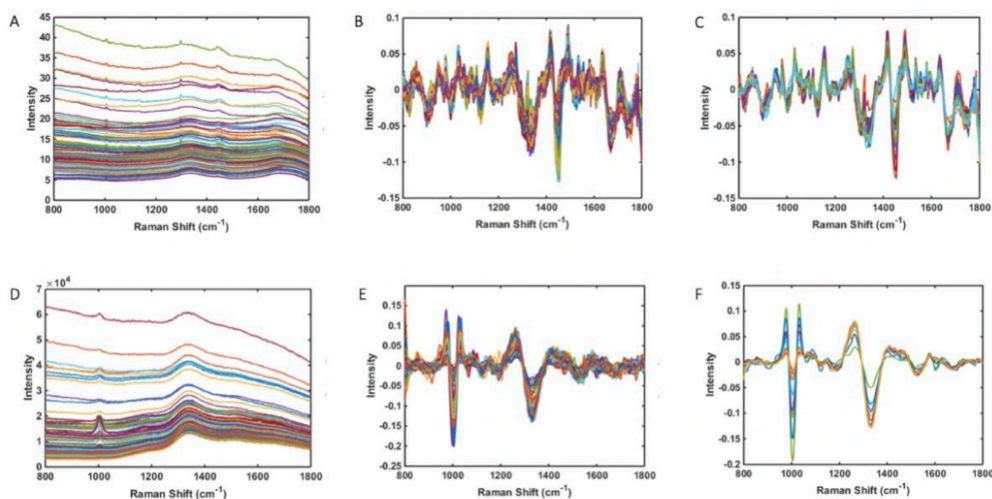 A
45
40
35
30
25
20
15
10
5
0
Intensity
800 1000 1200 1400 1600 1800
Raman Shift (cm⁻¹)
B
0.1
0.05
0
-0.05
-0.1
-0.15
Intensity
800 1000 1200 1400 1600 1800
Raman Shift (cm⁻¹)
C
0.1
0.05
0
-0.05
-0.1
-0.15
Intensity
800 1000 1200 1400 1600 1800
Raman Shift (cm⁻¹)
D
× 10⁴
7
6
5
4
3
2
1
0
Intensity
800 1000 1200 1400 1600 1800
Raman Shift (cm⁻¹)
E
0.15
0.1
0.05
0
-0.05
-0.1
-0.15
-0.2
-0.25
Intensity
800 1000 1200 1400 1600 1800
Raman Shift (cm⁻¹)
F
0.15
0.1
0.05
0
-0.05
-0.1
-0.15
-0.2
Intensity
800 1000 1200 1400 1600 1800
Raman Shift (cm⁻¹)